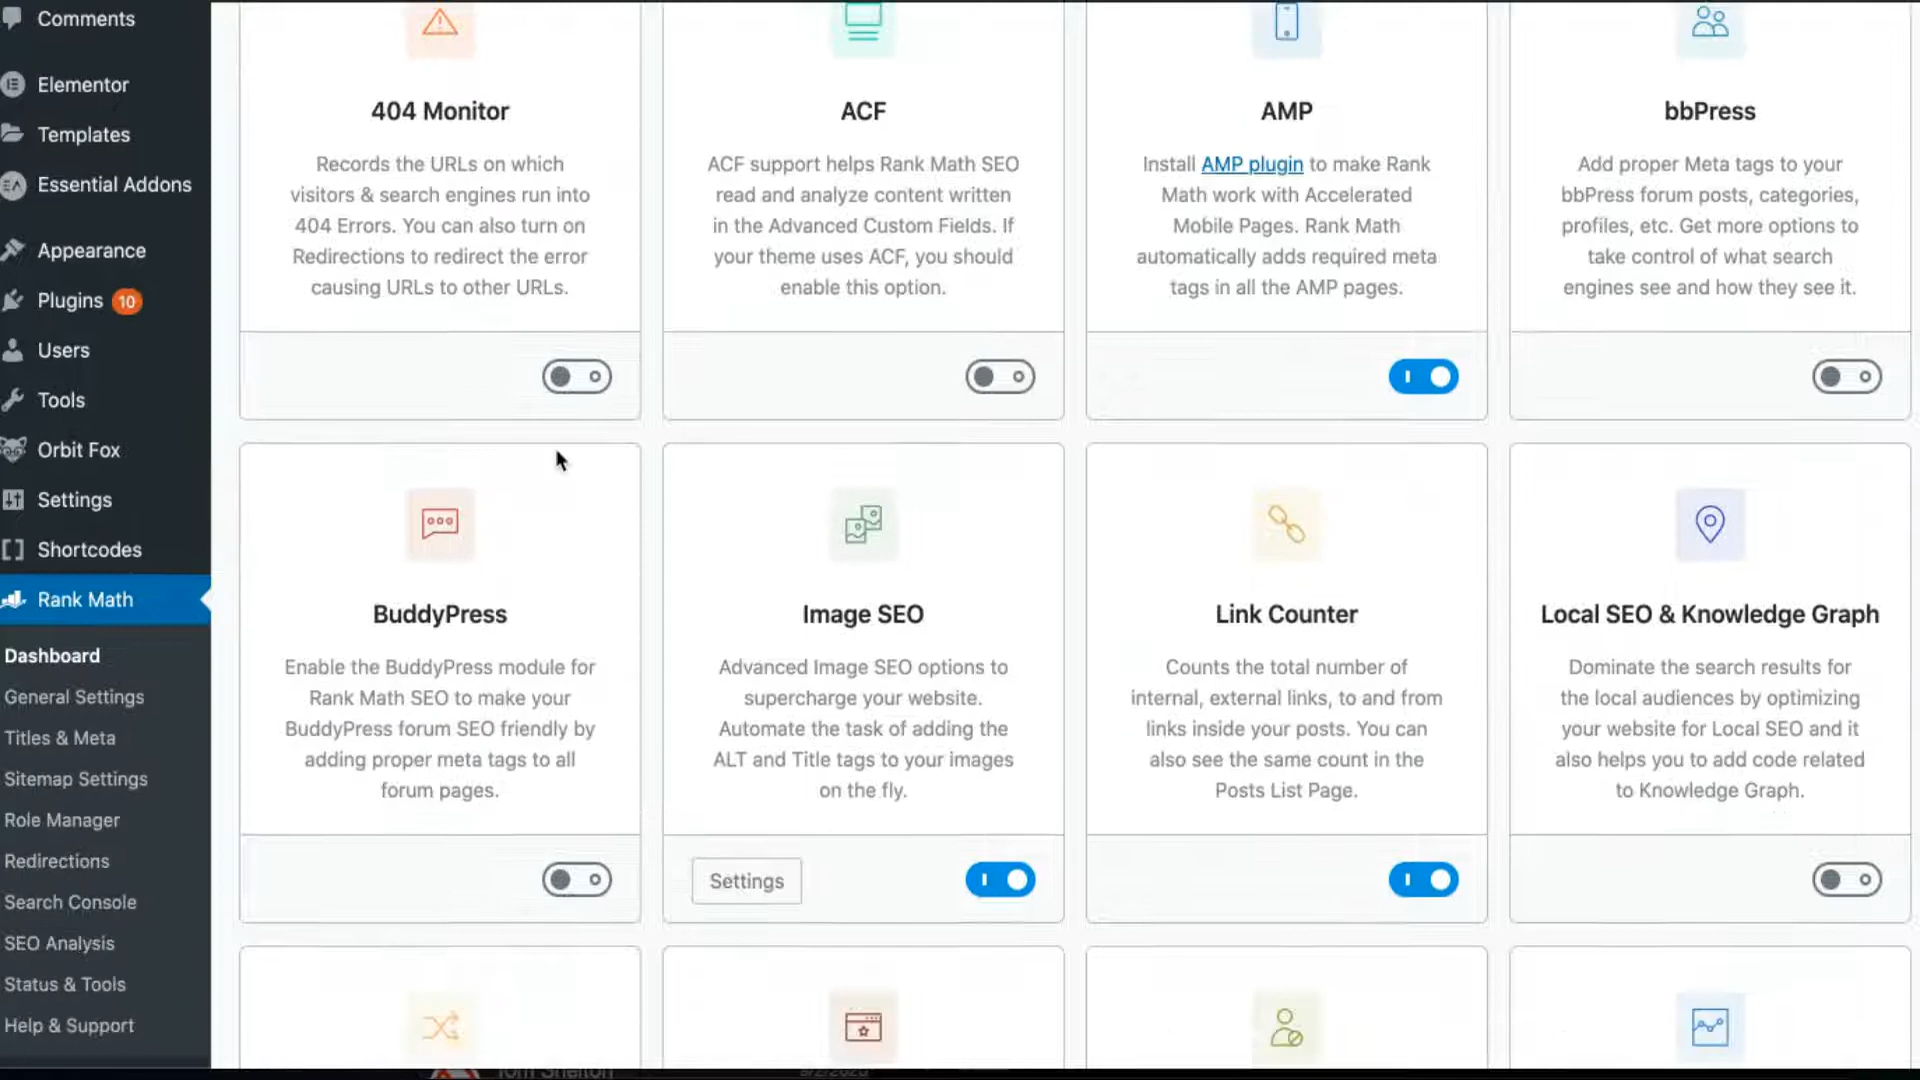 Comments
Elementor
Templates
Essential Addons
Appearance
Plugins 10
Users
Tools
Orbit Fox
Settings
Shortcodes
Rank Math
Dashboard
General Settings
Titles & Meta
Sitemap Settings
Role Manager
Redirections
Search Console
SEO Analysis
Status & Tools
Help & Support
404 Monitor
Records the URLs on which
visitors & search engines run into
404 Errors. You can also turn on
Redirections to redirect the error
causing URLs to other URLs.
ACF
ACF support helps Rank Math SEO
read and analyze content written
in the Advanced Custom Fields. If
your theme uses ACF, you should
enable this option.
AMP
Install AMP plugin to make Rank
Math work with Accelerated
Mobile Pages. Rank Math
automatically adds required meta
tags in all the AMP pages.
bbPress
Add proper Meta tags to your
bbPress forum posts, categories,
profiles, etc. Get more options to
take control of what search
engines see and how they see it.
BuddyPress
Enable the BuddyPress module for
Rank Math SEO to make your
BuddyPress forum SEO friendly by
adding proper meta tags to all
forum pages.
Image SEO
Advanced Image SEO options to
supercharge your website.
Automate the task of adding the
ALT and Title tags to your images
on the fly.
Settings
Link Counter
Counts the total number of
internal, external links, to and from
links inside your posts. You can
also see the same count in the
Posts List Page.
Local SEO & Knowledge Graph
Dominate the search results for
the local audiences by optimizing
your website for Local SEO and it
also helps you to add code related
to Knowledge Graph.